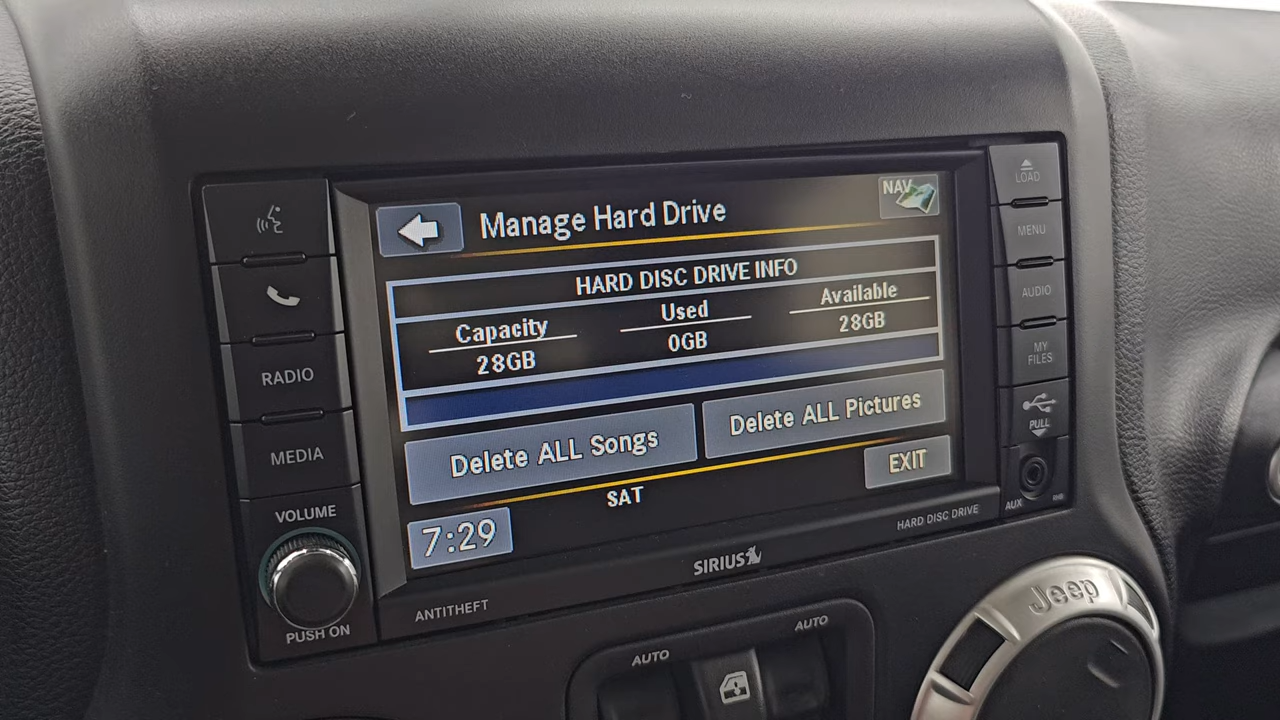 NAV
Manage Hard Drive
HARD DISC DRIVE INFO
Capacity Used Available
28GB 0GB 28GB
Delete ALL Songs
Delete ALL Pictures
EXIT
SAT
7:29
RADIO
MEDIA
VOLUME
PUSH ON
ANTITHEFT
SIRIUS
HARD DISC DRIVE
LOAD
MENU
AUDIO
MY
FILES
PULL
AUX
RHB
AUTO
AUTO
Jeep